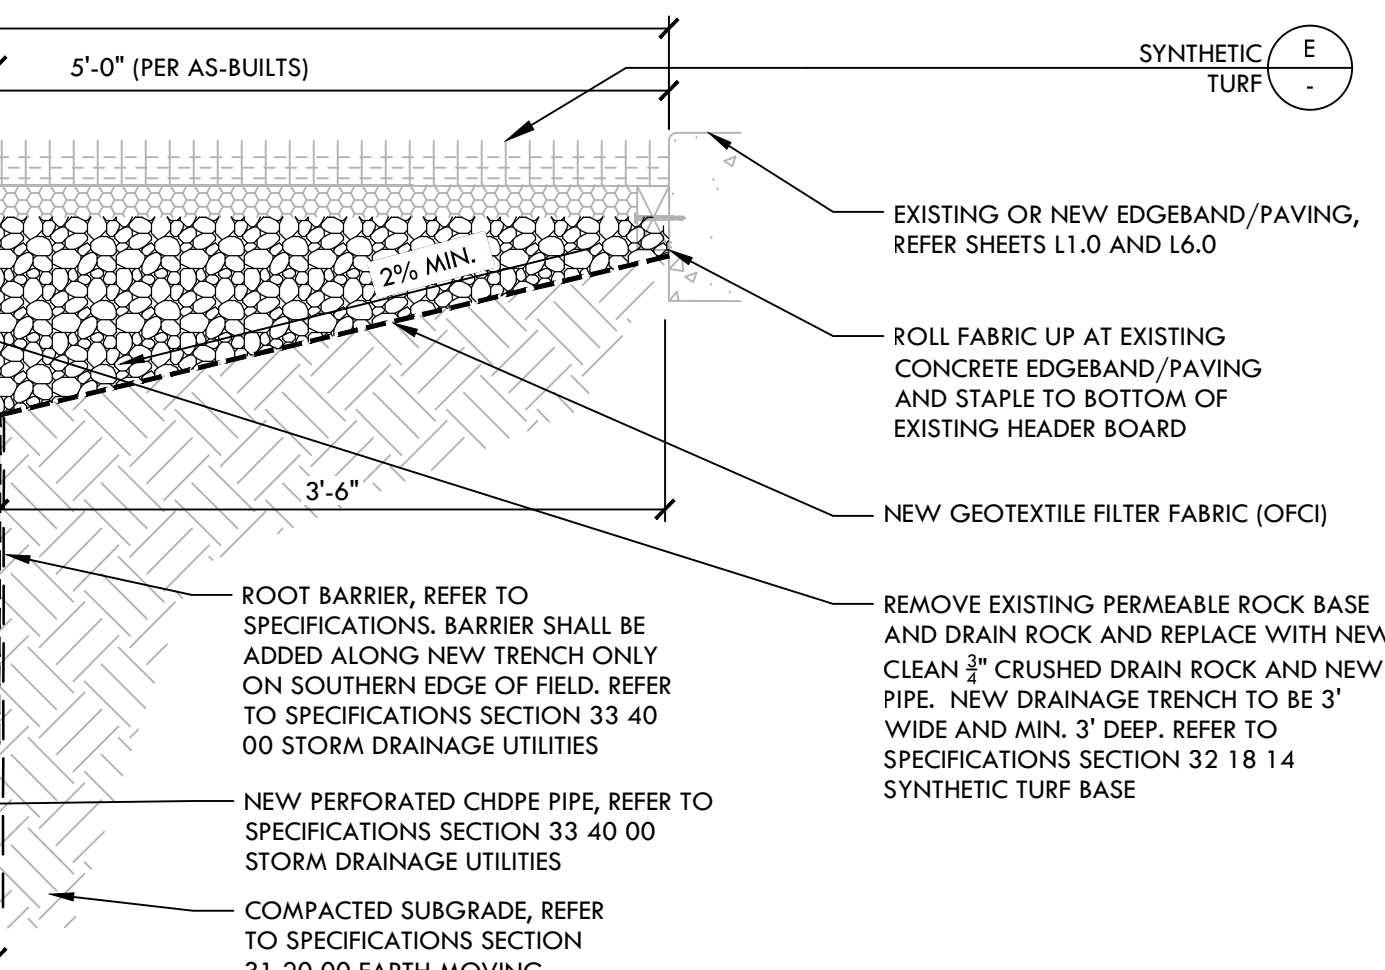 5'-0" (PER AS-BUILTS)
SYNTHETIC
TURF
E
-
2% MIN.
EXISTING OR NEW EDGEBAND/PAVING,
REFER SHEETS L1.0 AND L6.0
ROLL FABRIC UP AT EXISTING
CONCRETE EDGEBAND/PAVING
AND STAPLE TO BOTTOM OF
EXISTING HEADER BOARD
3'-6"
NEW GEOTEXTILE FILTER FABRIC (OFCI)
ROOT BARRIER, REFER TO
SPECIFICATIONS. BARRIER SHALL BE
ADDED ALONG NEW TRENCH ONLY
ON SOUTHERN EDGE OF FIELD. REFER
TO SPECIFICATIONS SECTION 33 40
00 STORM DRAINAGE UTILITIES
REMOVE EXISTING PERMEABLE ROCK BASE
AND DRAIN ROCK AND REPLACE WITH NEW
CLEAN 3/4" CRUSHED DRAIN ROCK AND NEW
PIPE. NEW DRAINAGE TRENCH TO BE 3'
WIDE AND MIN. 3' DEEP. REFER TO
SPECIFICATIONS SECTION 32 18 14
SYNTHETIC TURF BASE
NEW PERFORATED CHDPE PIPE, REFER TO
SPECIFICATIONS SECTION 33 40 00
STORM DRAINAGE UTILITIES
COMPACTED SUBGRADE, REFER
TO SPECIFICATIONS SECTION
31 20 00 EARTH MOVING